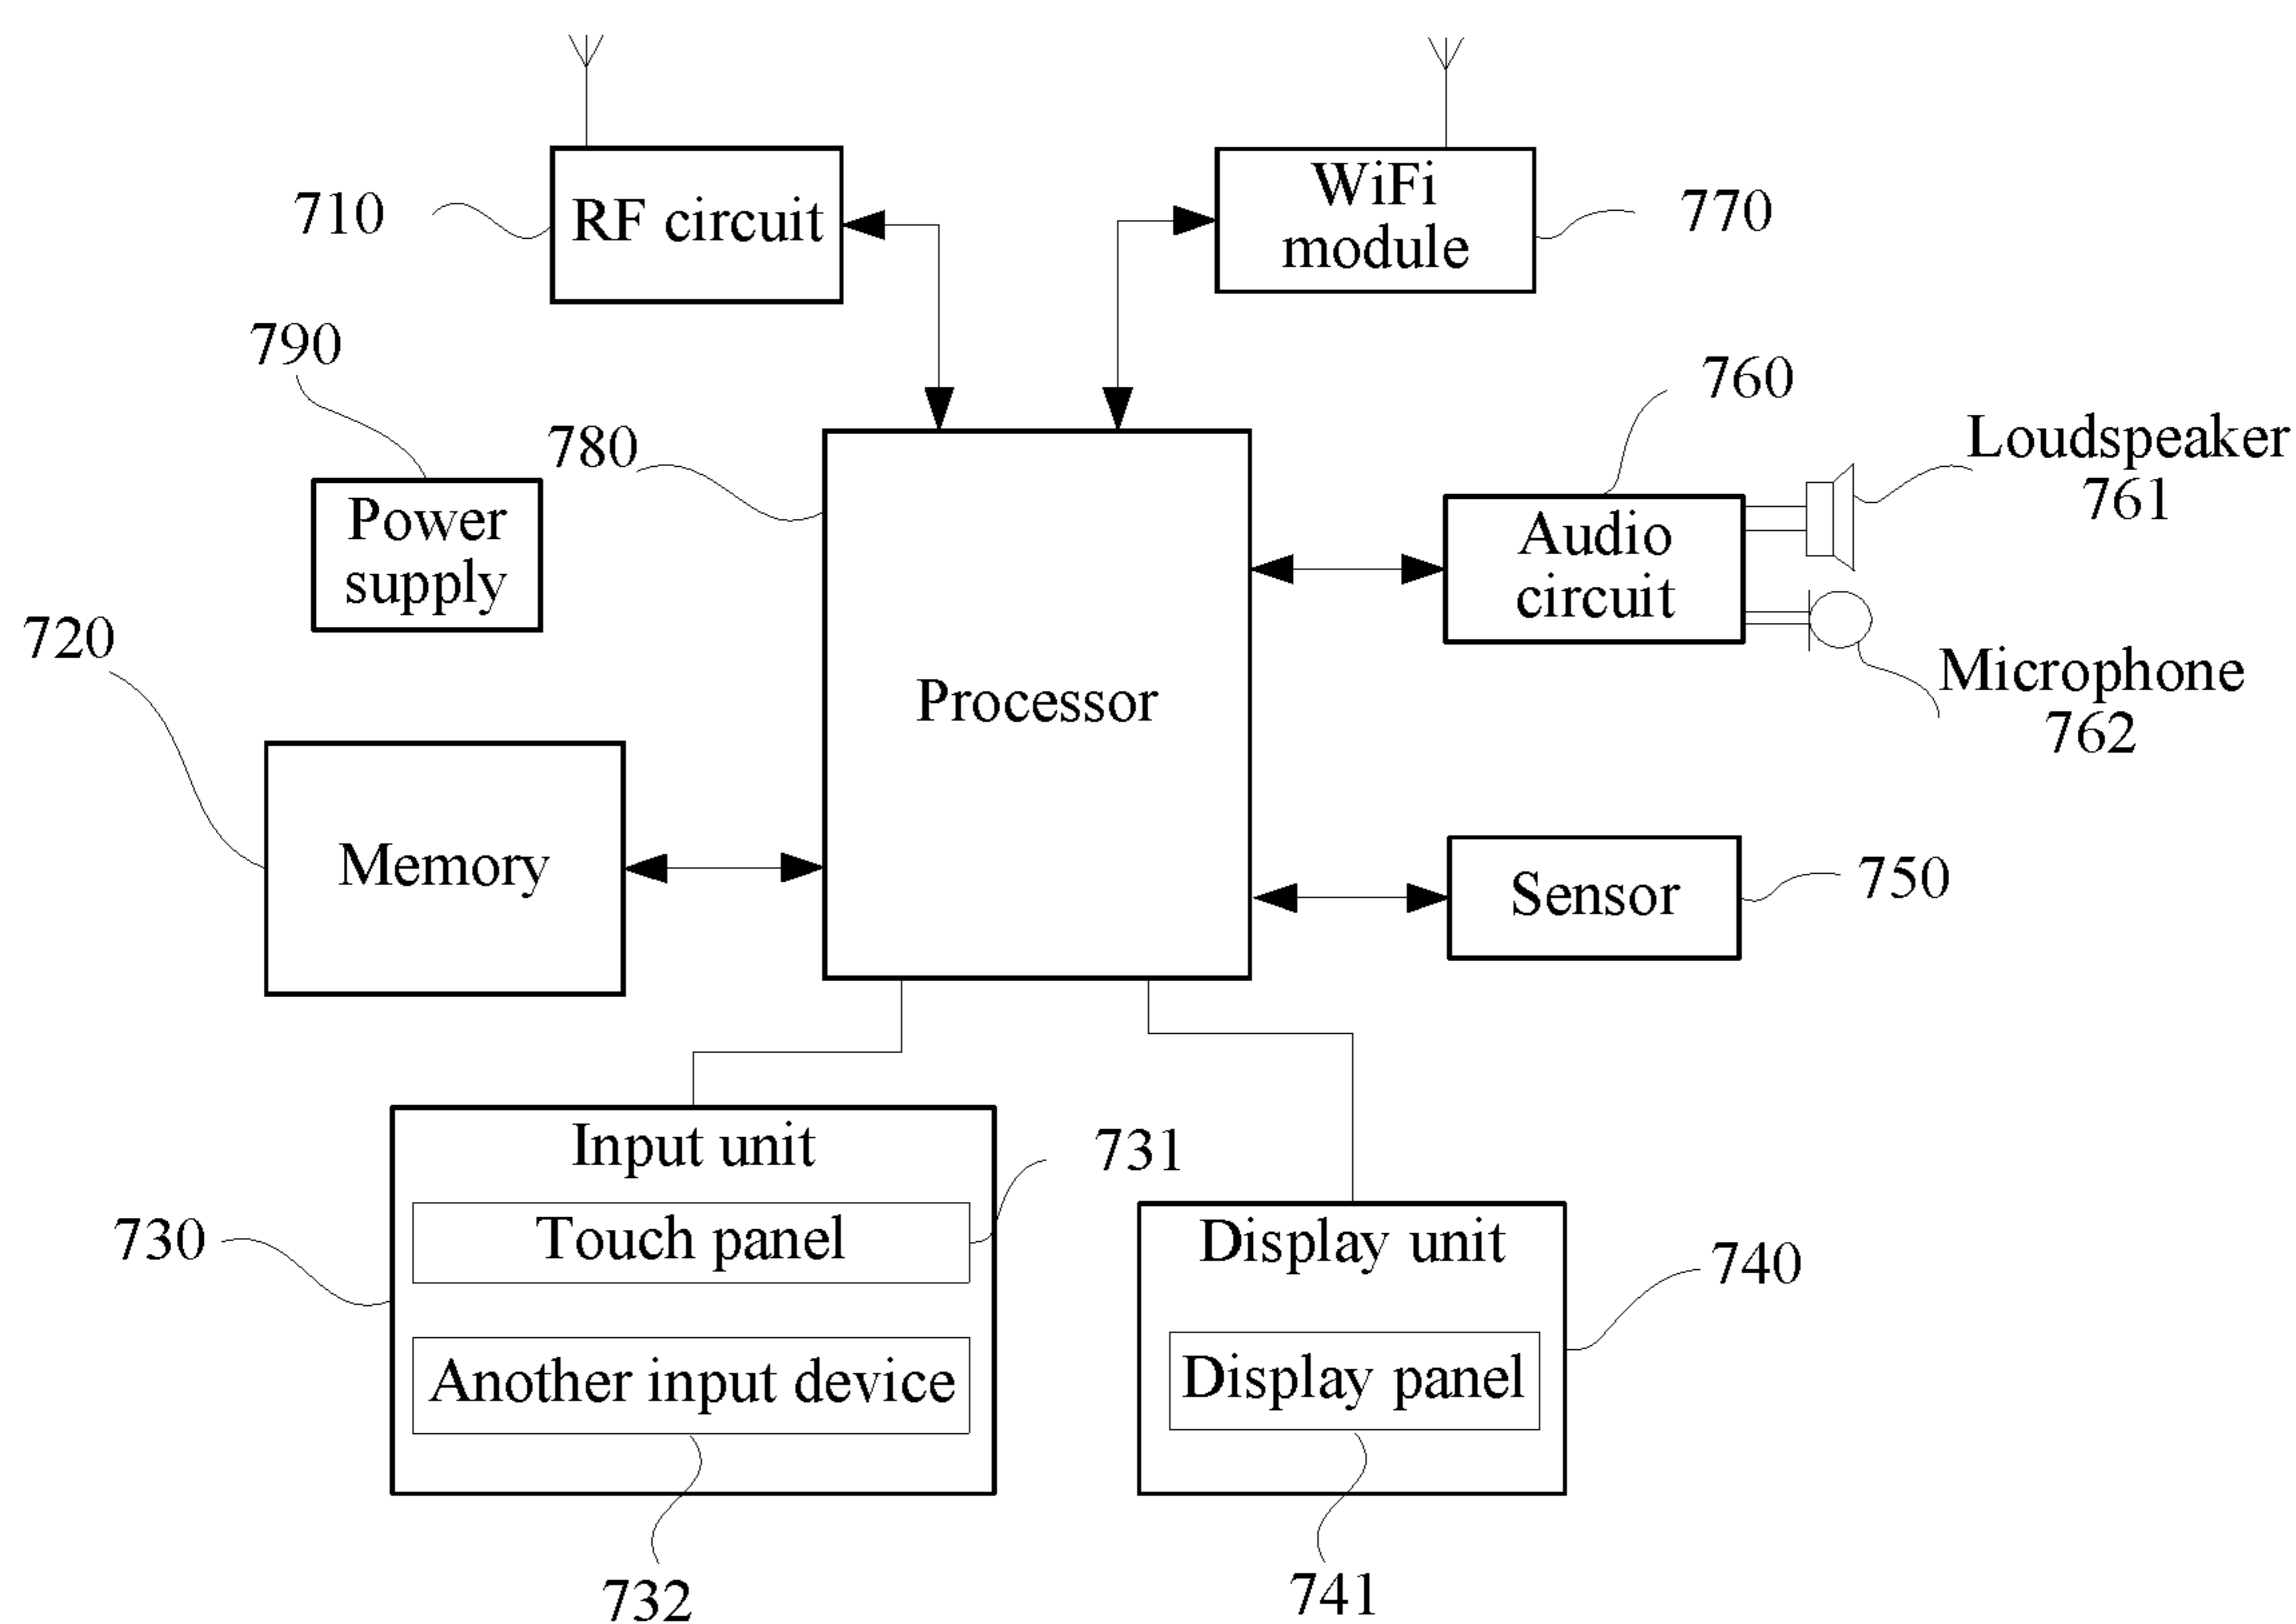 710
RF circuit
WiFi
module
770
790
780
760
Loudspeaker
761
Power
supply
Audio
circuit
720
Microphone
762
Processor
Memory
Sensor
750
Input unit
731
730
Touch panel
Display unit
740
Another input device
Display panel
732
741